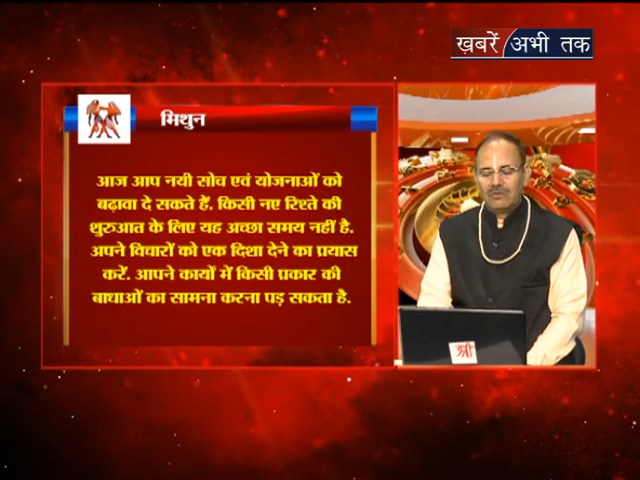 ख़बरें अभी तक
मिथुन
आज आप नयी सोच एवं योजनाओं को
बढ़ावा दे सकते हैं. किसी नए रिश्ते की
शुरुआत के लिए यह अच्छा समय नहीं है.
अपने विचारों को एक दिशा देने का प्रयास
करें. आपने कार्यो में किसी प्रकार की
बाधाओं का सामना करना पड़ सकता है.
श्री